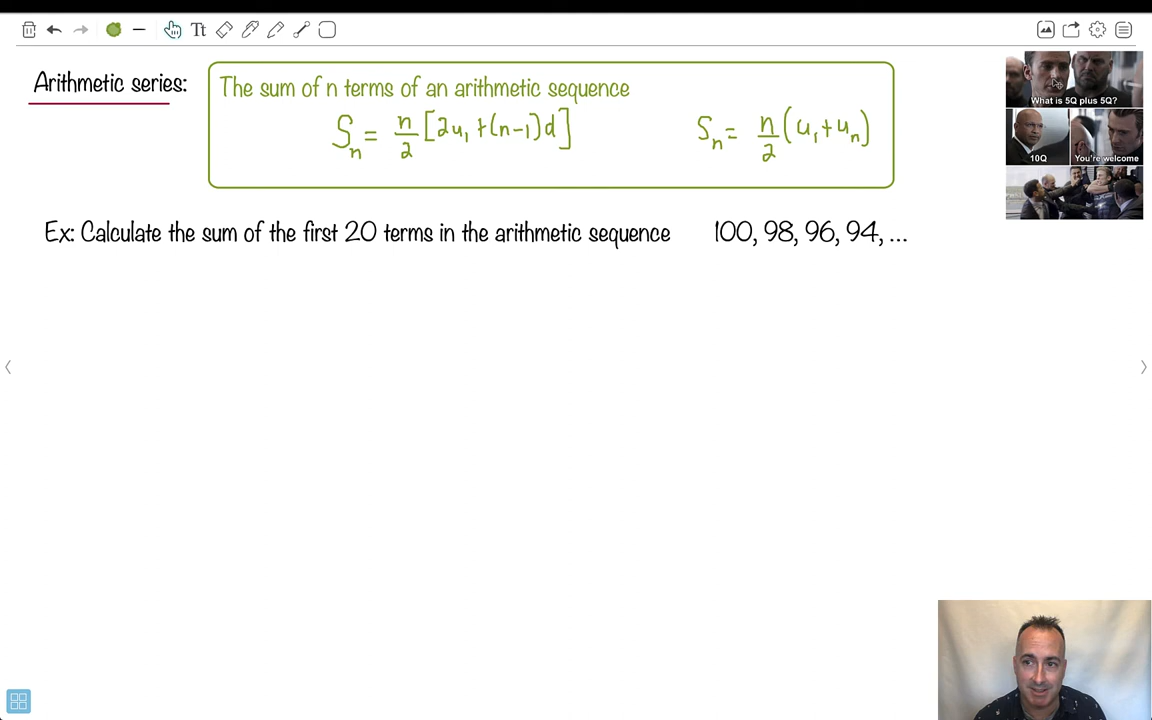 Tt
Arithmetic series:
The sum of n terms of an arithmetic sequence
Sₙ = n/2 [2u₁ + (n-1)d]
Sₙ = n/2 (u₁ + uₙ)
What is 5Q plus 5Q?
10Q
You're welcome
Ex: Calculate the sum of the first 20 terms in the arithmetic sequence 100, 98, 96, 94, ...